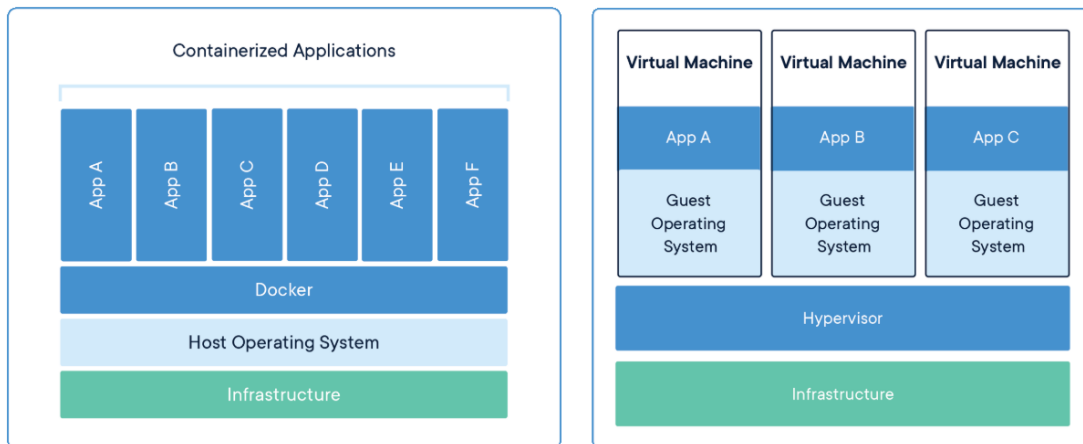 Containerized Applications
App A
App B
App C
App D
App E
App F
Docker
Host Operating System
Infrastructure
Virtual Machine
App A
Guest
Operating
System
Virtual Machine
App B
Guest
Operating
System
Virtual Machine
App C
Guest
Operating
System
Hypervisor
Infrastructure